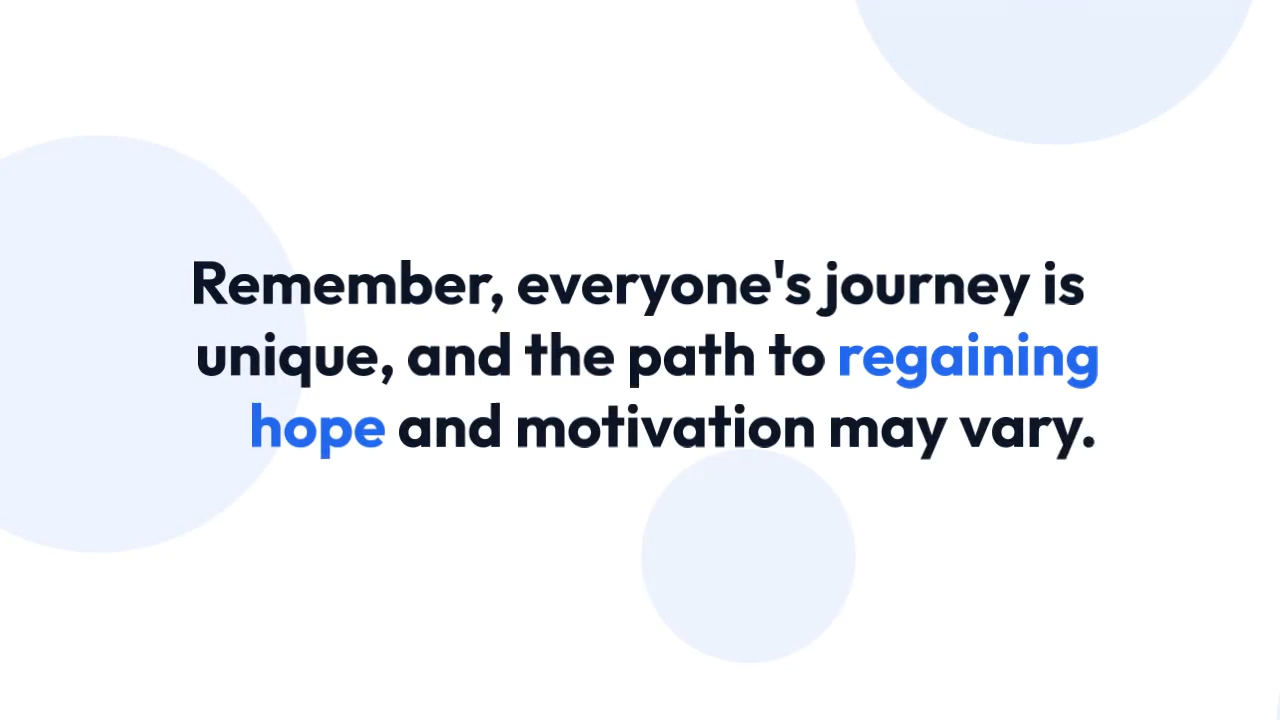 Remember, everyone's journey is
unique, and the path to regaining
hope and motivation may vary.